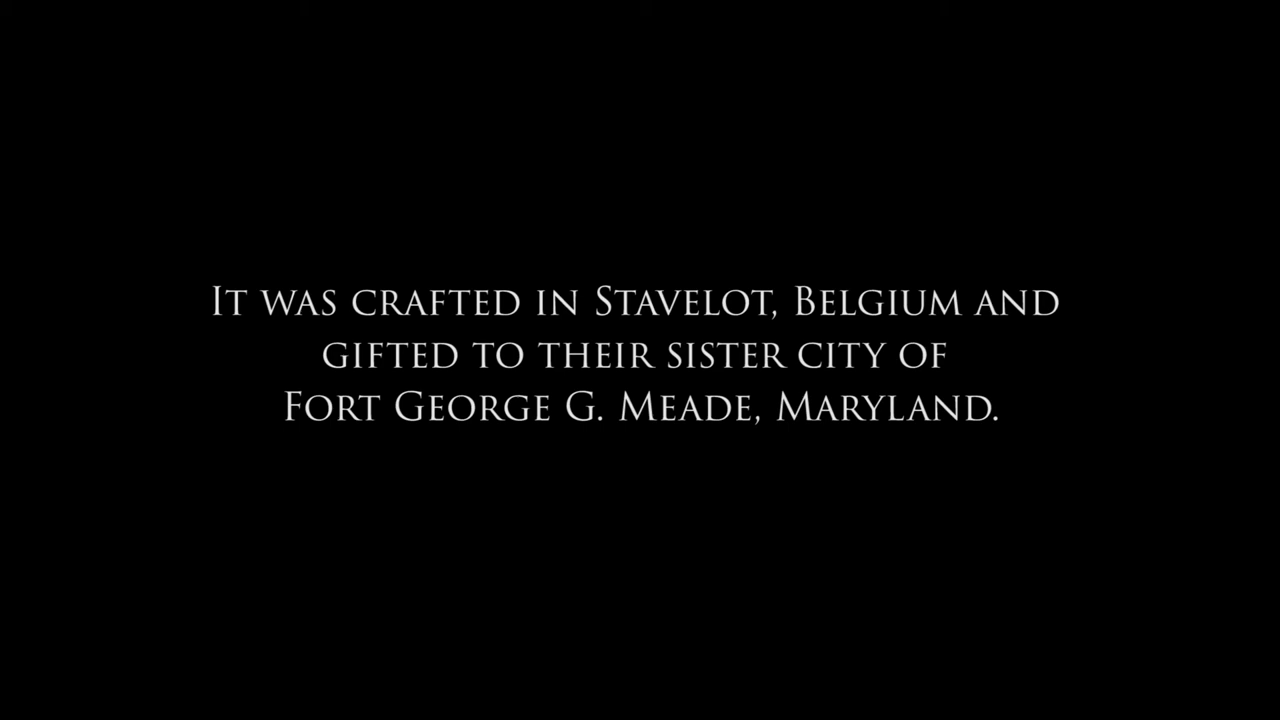 It was crafted in Stavelot, Belgium and
gifted to their sister city of
Fort George G. Meade, Maryland.